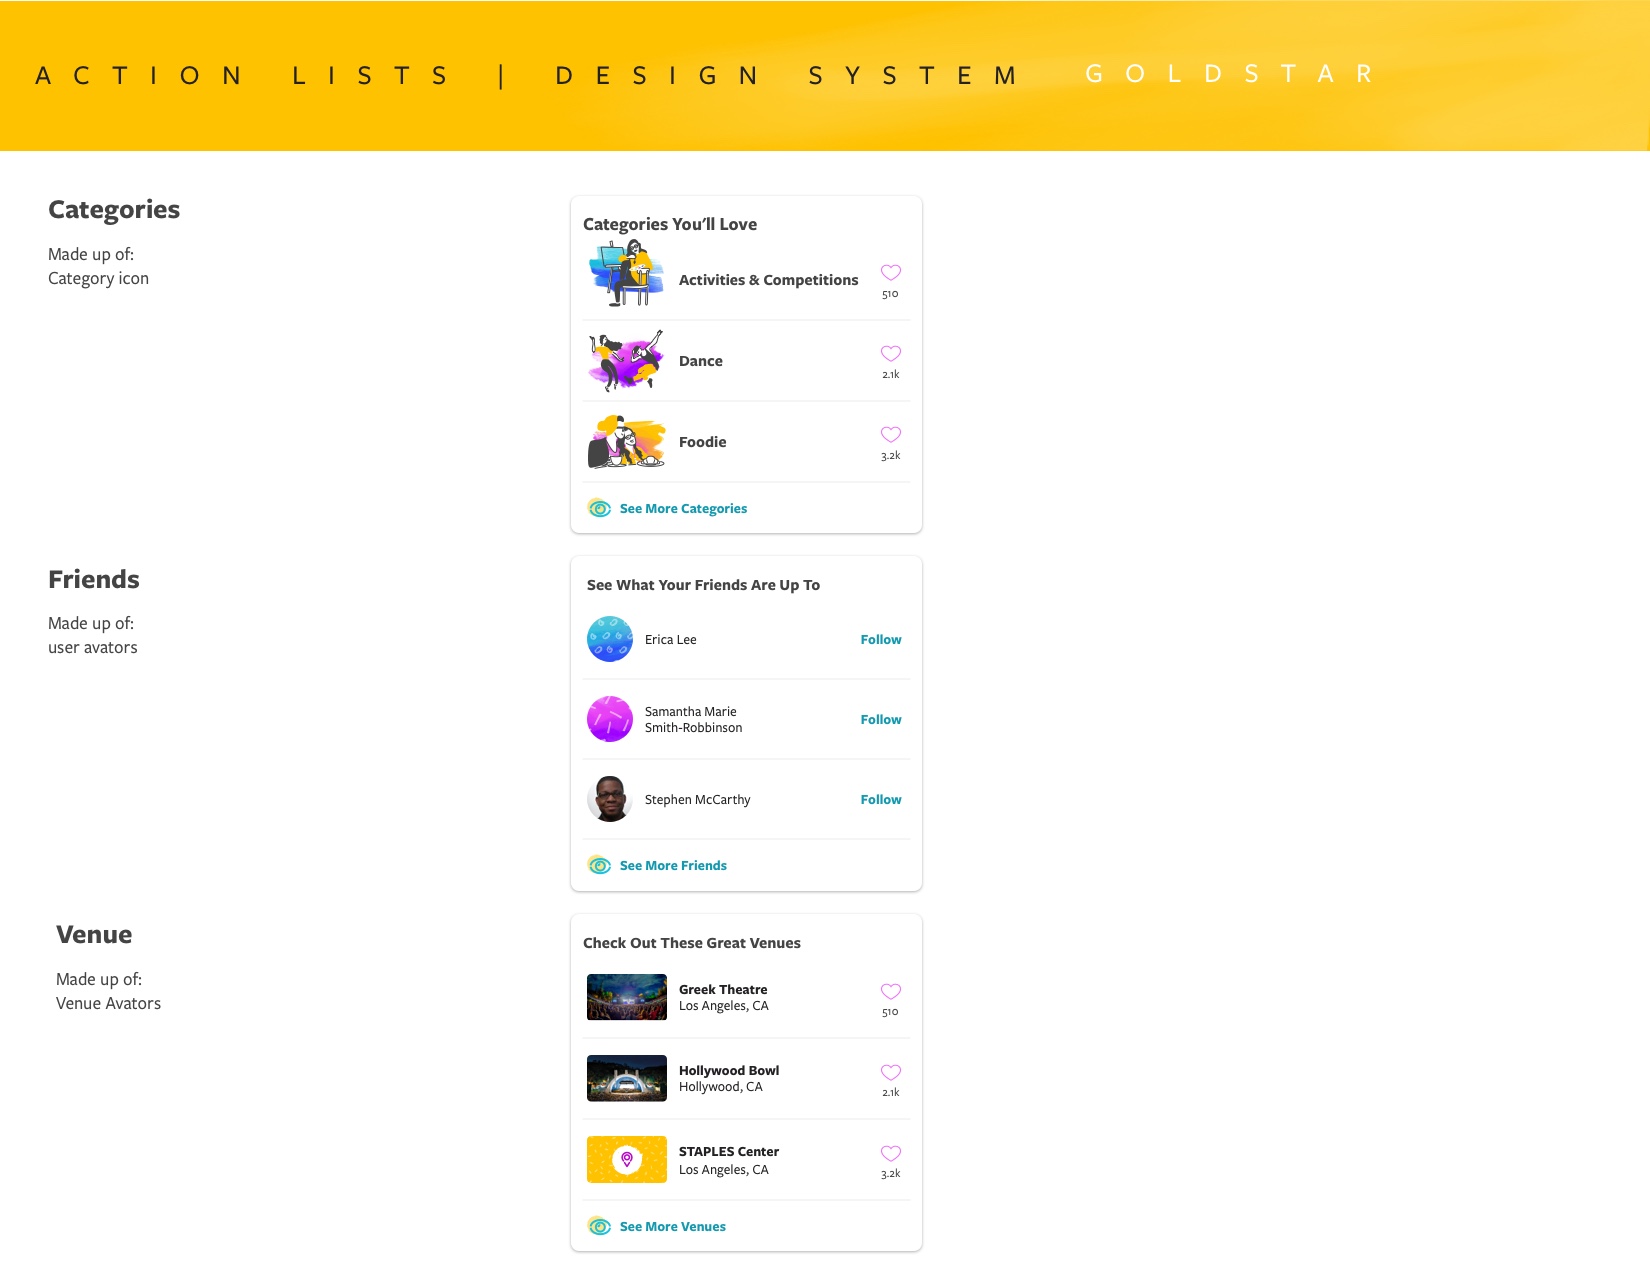 ACTION LISTS | DESIGN SYSTEM GOLDSTAR
Categories
Made up of:
Category icon
Categories You'll Love
Activities & Competitions
510
Dance
2.1k
Foodie
3.2k
See More Categories
Friends
Made up of:
user avators
See What Your Friends Are Up To
Erica Lee
Follow
Samantha Marie
Smith-Robbinson
Follow
Stephen McCarthy
Follow
See More Friends
Venue
Made up of:
Venue Avators
Check Out These Great Venues
Greek Theatre
Los Angeles, CA
510
Hollywood Bowl
Hollywood, CA
2.1k
STAPLES Center
Los Angeles, CA
3.2k
See More Venues